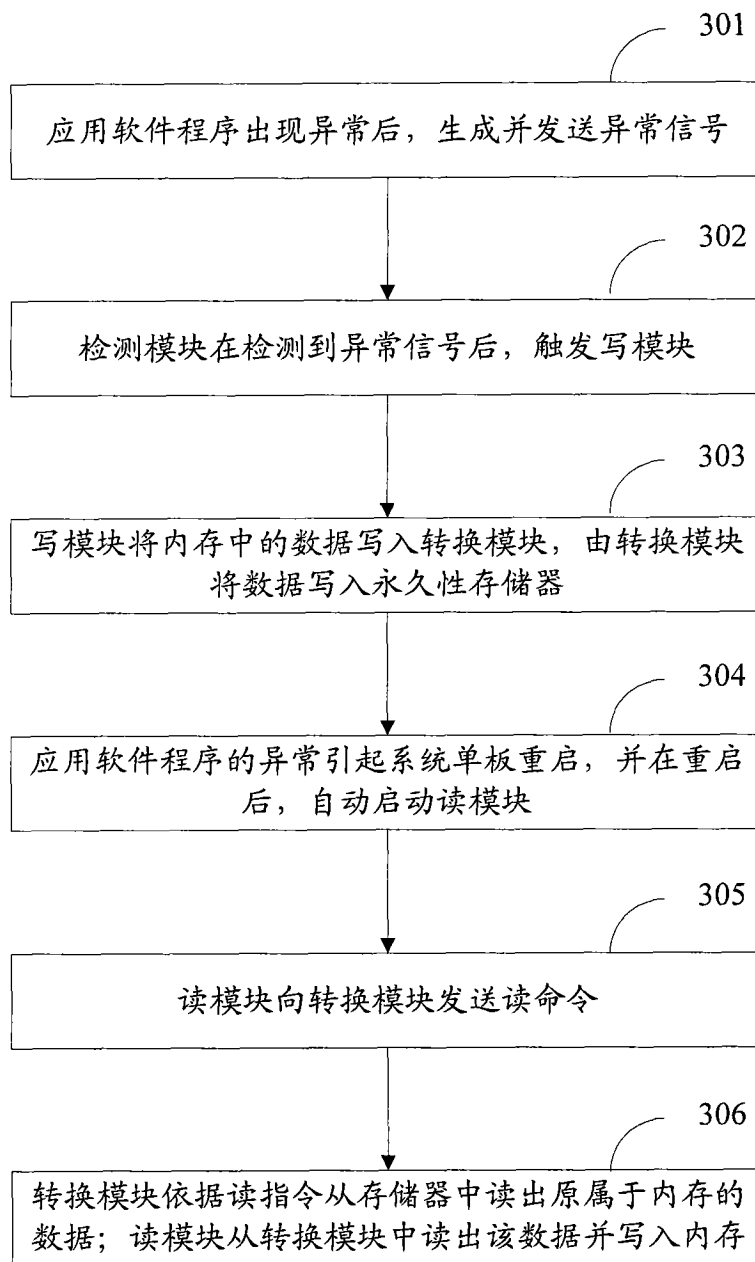 301
应用软件程序出现异常后，生成并发送异常信号
302
检测模块在检测到异常信号后，触发写模块
303
写模块将内存中的数据写入转换模块，由转换模块
将数据写入永久性存储器
304
应用软件程序的异常引起系统单板重启，并在重启
后，自动启动读模块
305
读模块向转换模块发送读命令
306
转换模块依据读指令从存储器中读出原属于内存的
数据；读模块从转换模块中读出该数据并写入内存